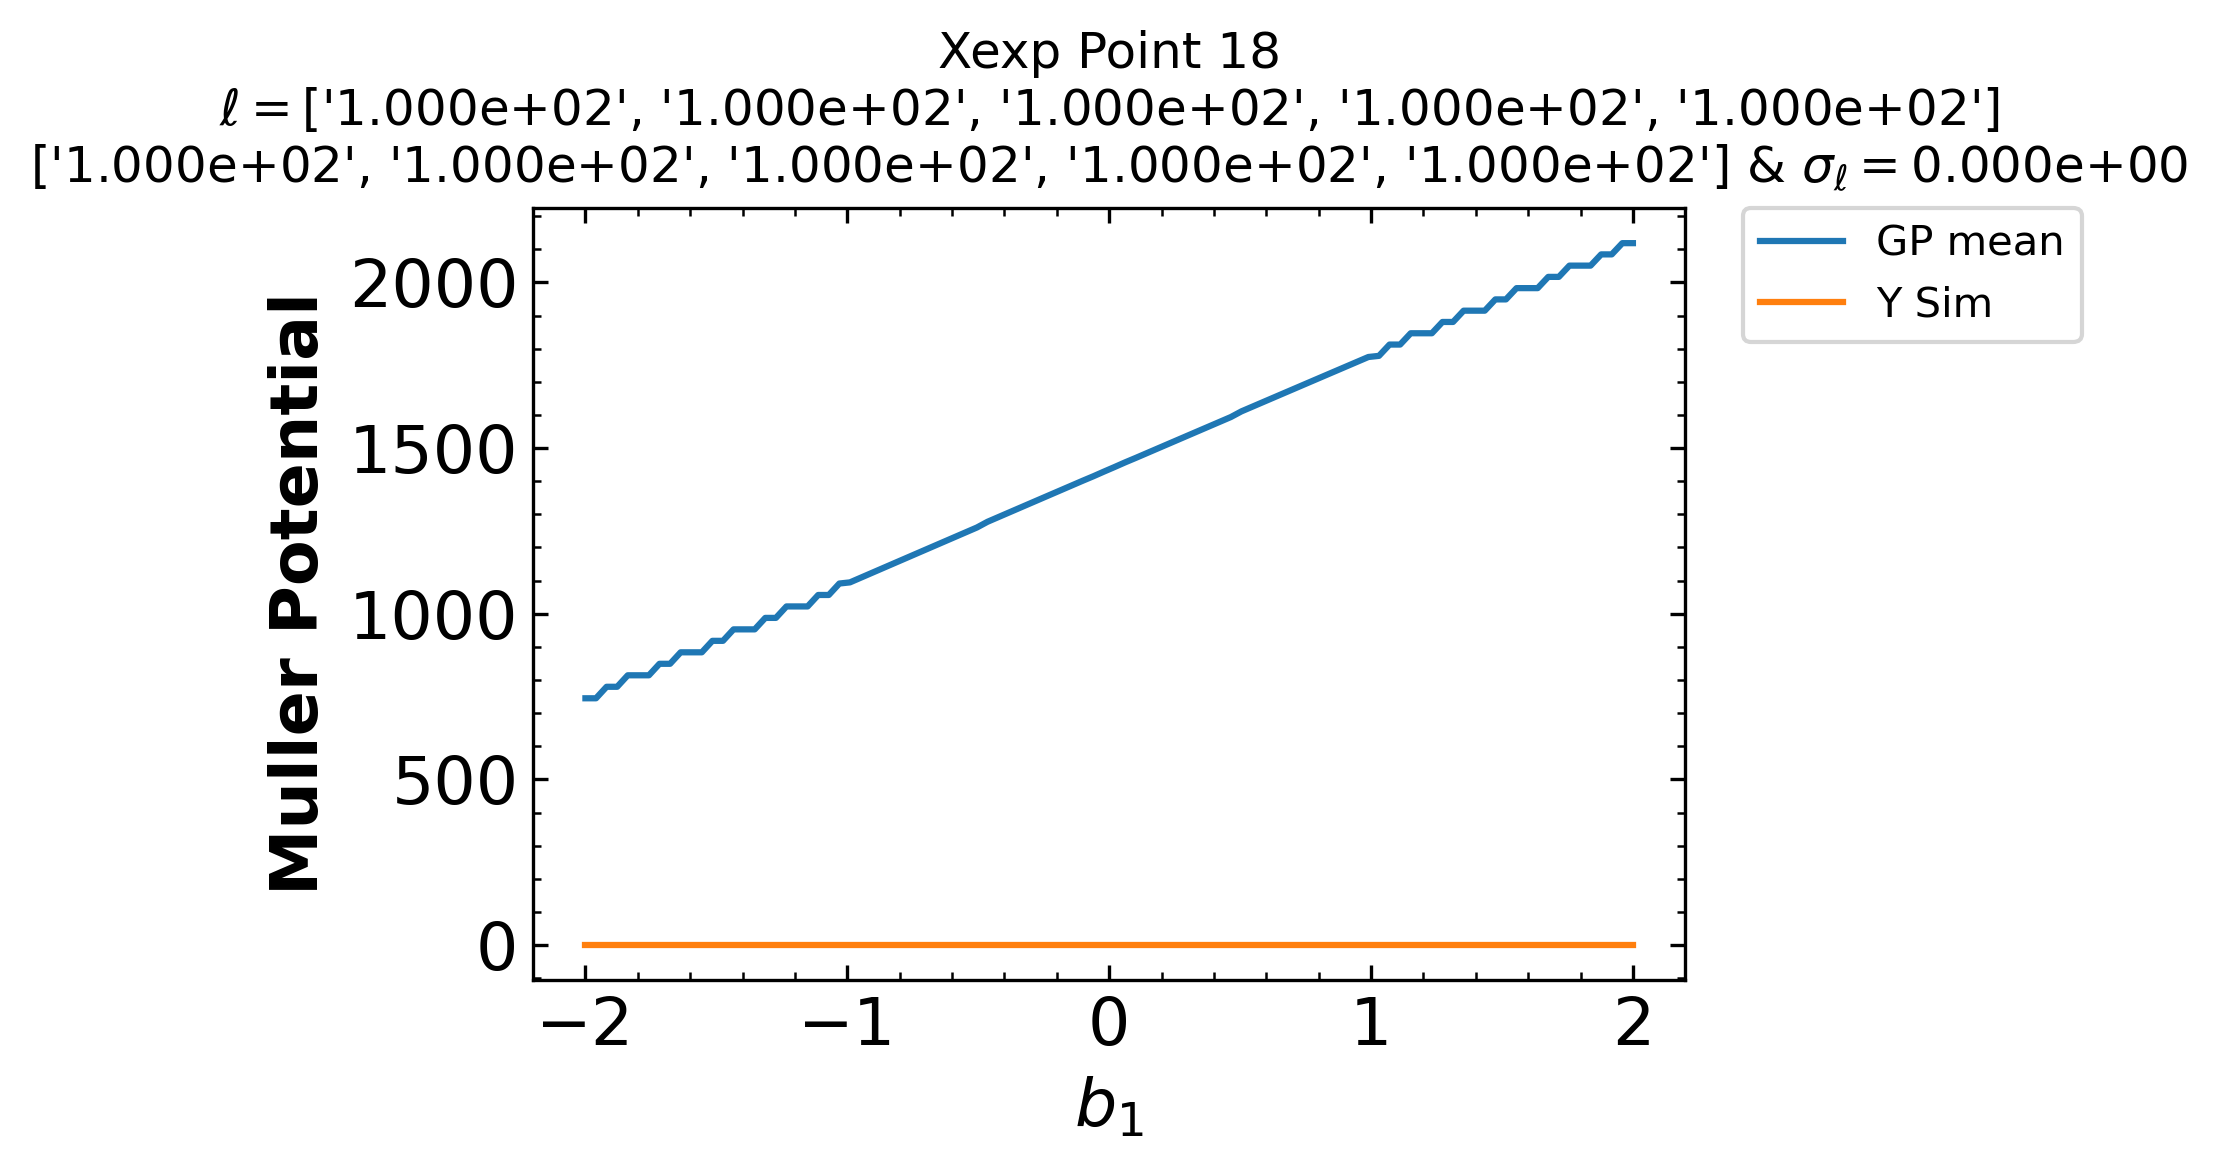 Xexp Point 18
ℓ = ['1.000e+02', '1.000e+02', '1.000e+02', '1.000e+02', '1.000e+02']
['1.000e+02', '1.000e+02', '1.000e+02', '1.000e+02', '1.000e+02'] & σ_ℓ = 0.000e+00
GP mean
Y Sim
Muller Potential
2000
1500
1000
500
0
−2 −1 0 1 2
b_1